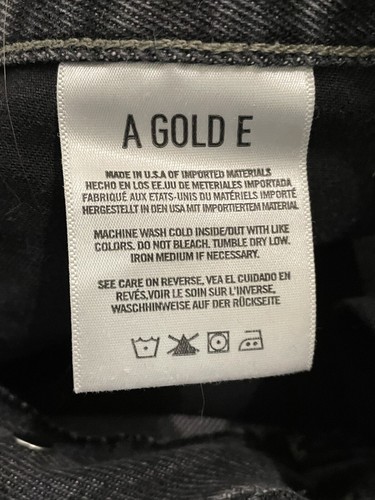 A GOLD E
MADE IN U.S.A OF IMPORTED MATERIALS
HECHO EN LOS EE.UU DE METERIALES IMPORTADA
FABRIQUÉ AUX ETATS-UNIS DU MATÉRIELS IMPORTÉ
HERGESTELLT IN DEN USA MIT IMPORTIERTEM MATERIAL
MACHINE WASH COLD INSIDE/OUT WITH LIKE
COLORS. DO NOT BLEACH. TUMBLE DRY LOW.
IRON MEDIUM IF NECESSARY.
SEE CARE ON REVERSE, VEA EL CUIDADO EN
REVÉS,VOIR LE SOIN SUR L'INVERSE,
WASCHHINWEISE AUF DER RÜCKSEITE